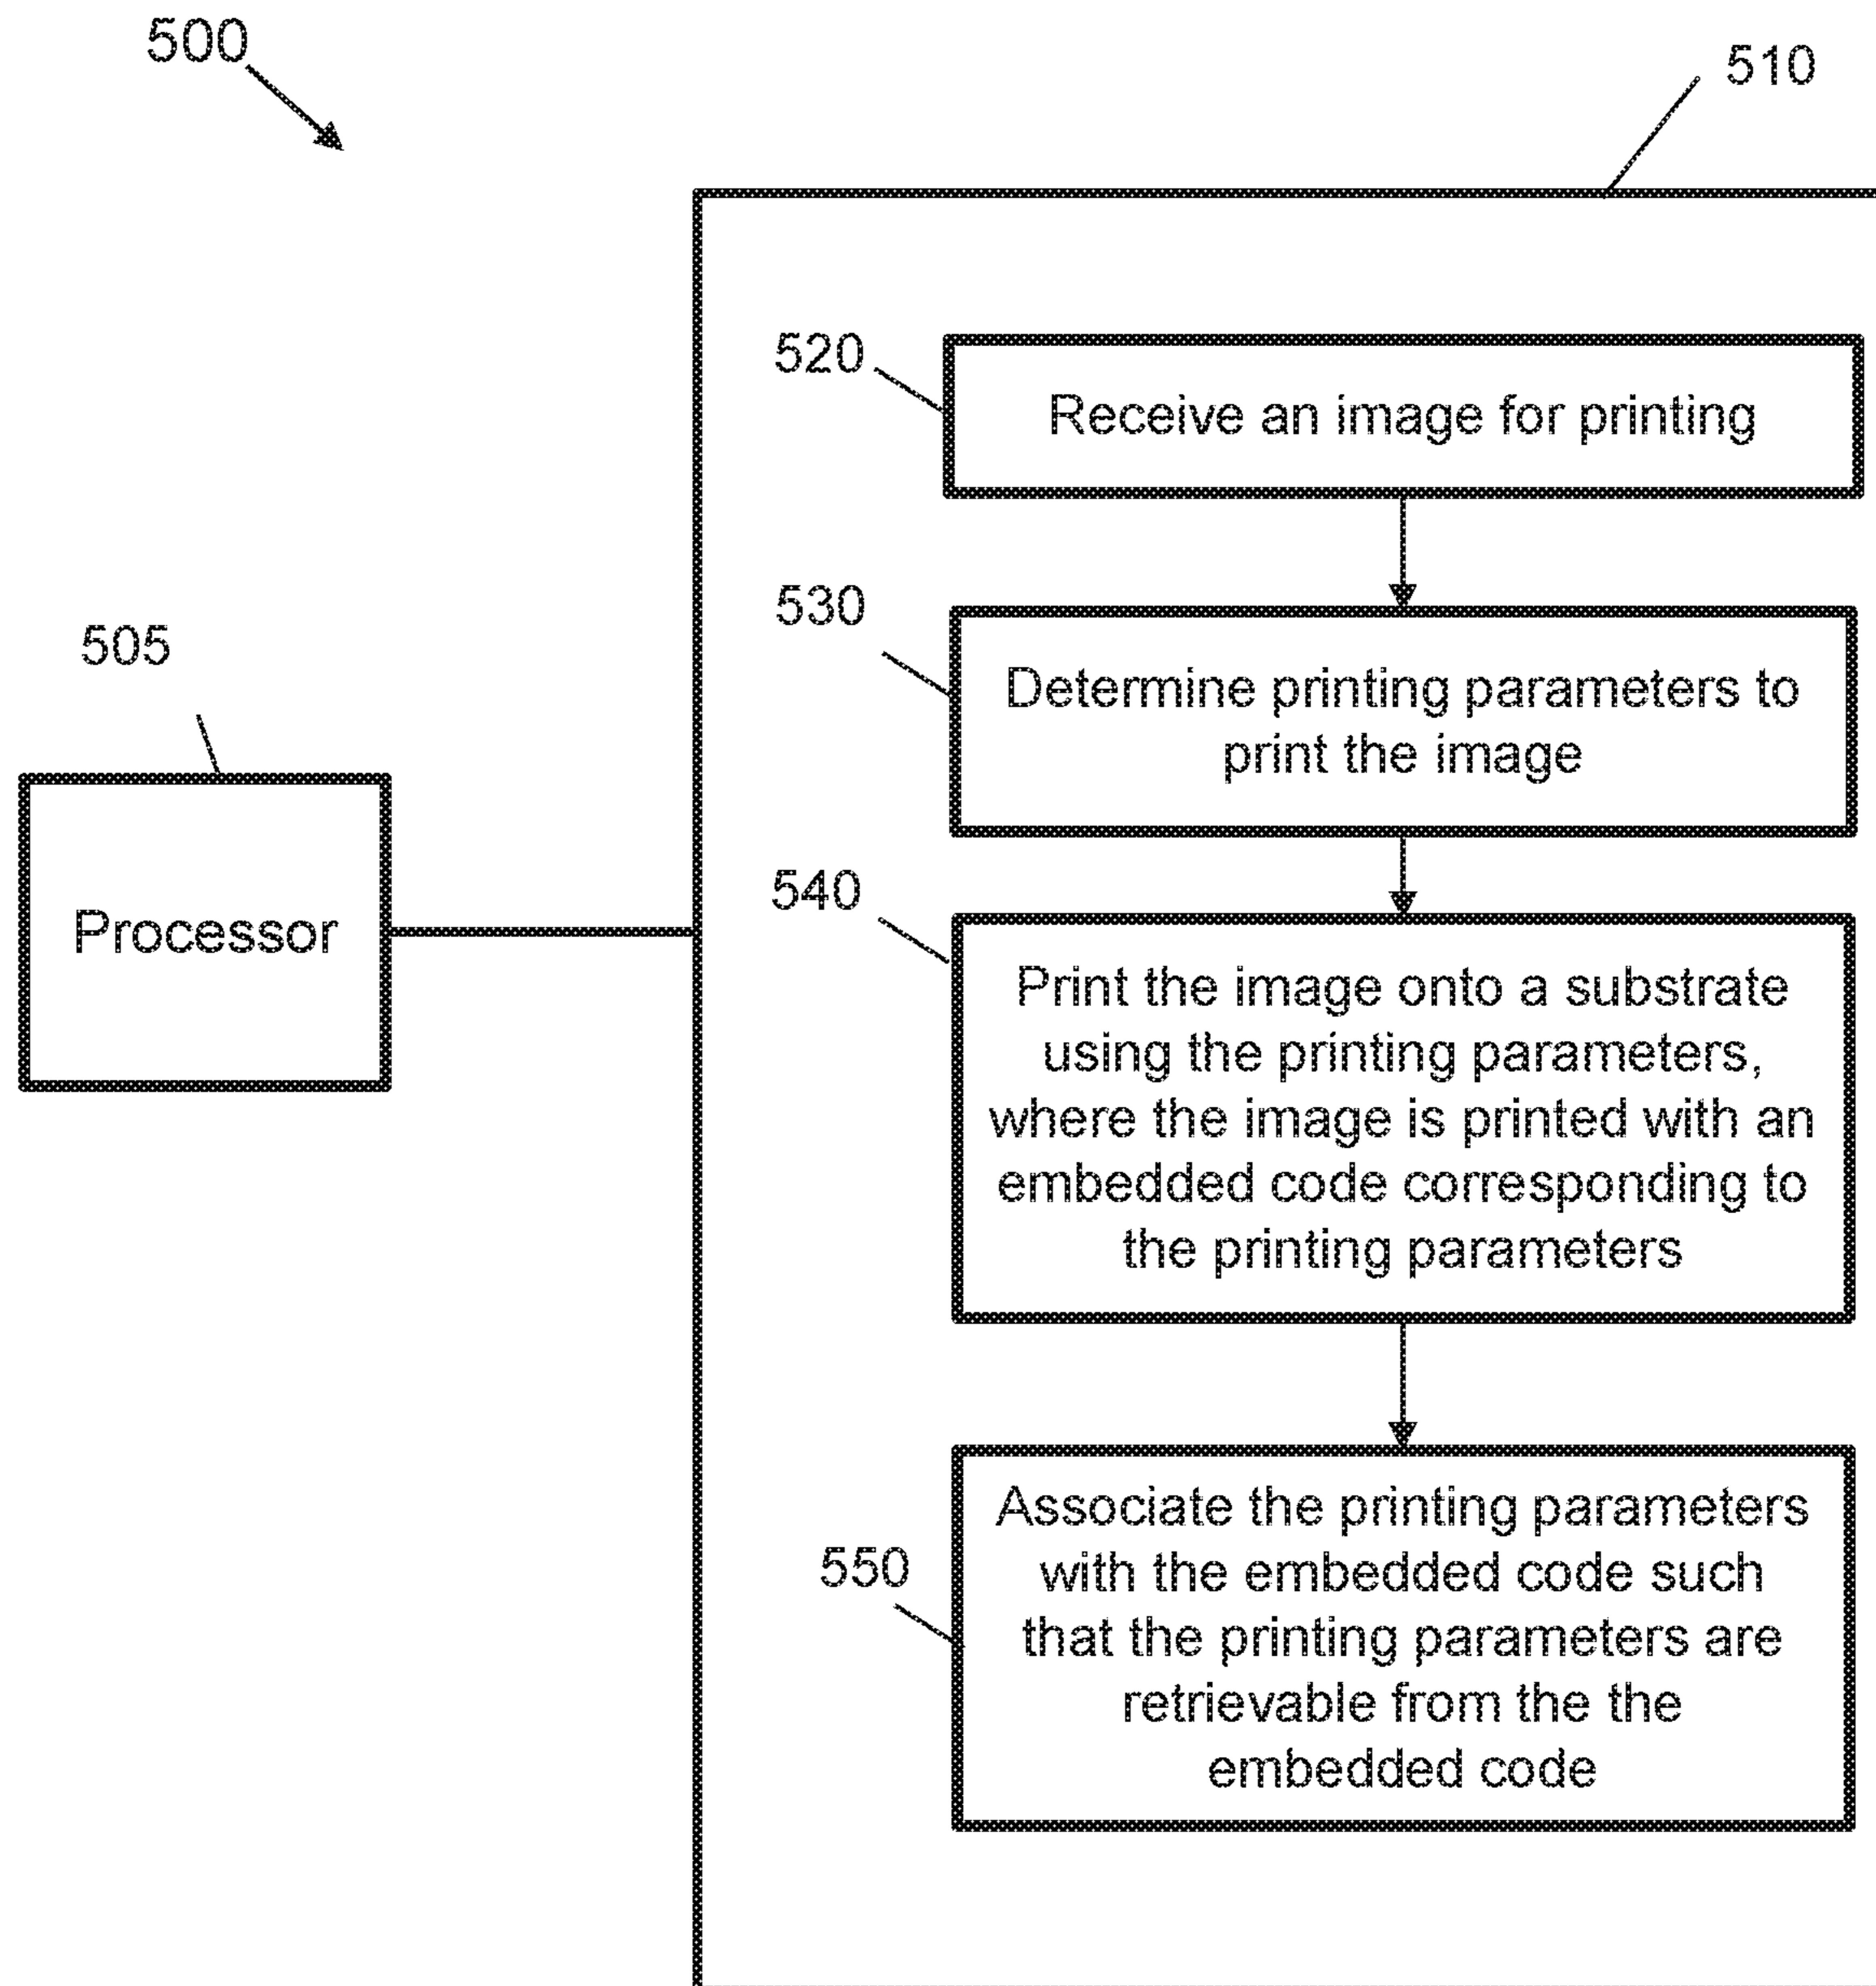 500
510
520
Receive an image for printing
530
Determine printing parameters to
print the image
505
Processor
540
Print the image onto a substrate
using the printing parameters,
where the image is printed with an
embedded code corresponding to
the printing parameters
550
Associate the printing parameters
with the embedded code such
that the printing parameters are
retrievable from the the
embedded code